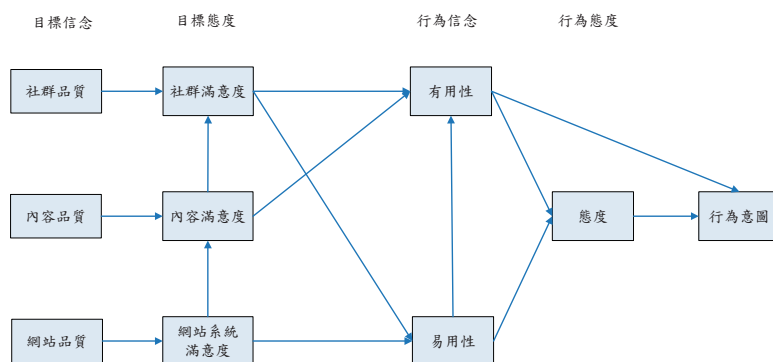 目標信念
目標態度
行為信念
行為態度
社群品質
社群滿意度
有用性
內容品質
內容滿意度
態度
行為意圖
網站品質
網站系統
滿意度
易用性